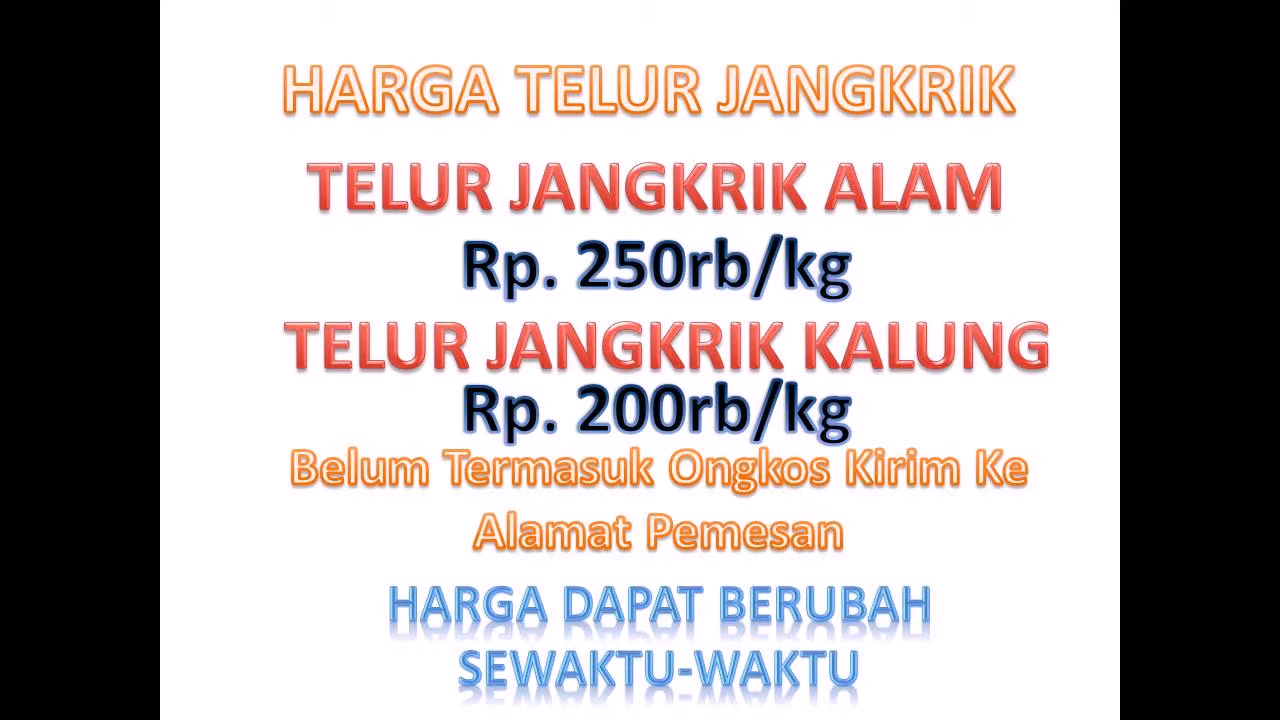 HARGA TELUR JANGKRIK
TELUR JANGKRIK ALAM
Rp. 250rb/kg
TELUR JANGKRIK KALUNG
Rp. 200rb/kg
Belum Termasuk Ongkos Kirim Ke
Alamat Pemesan
HARGA DAPAT BERUBAH
SEWAKTU-WAKTU